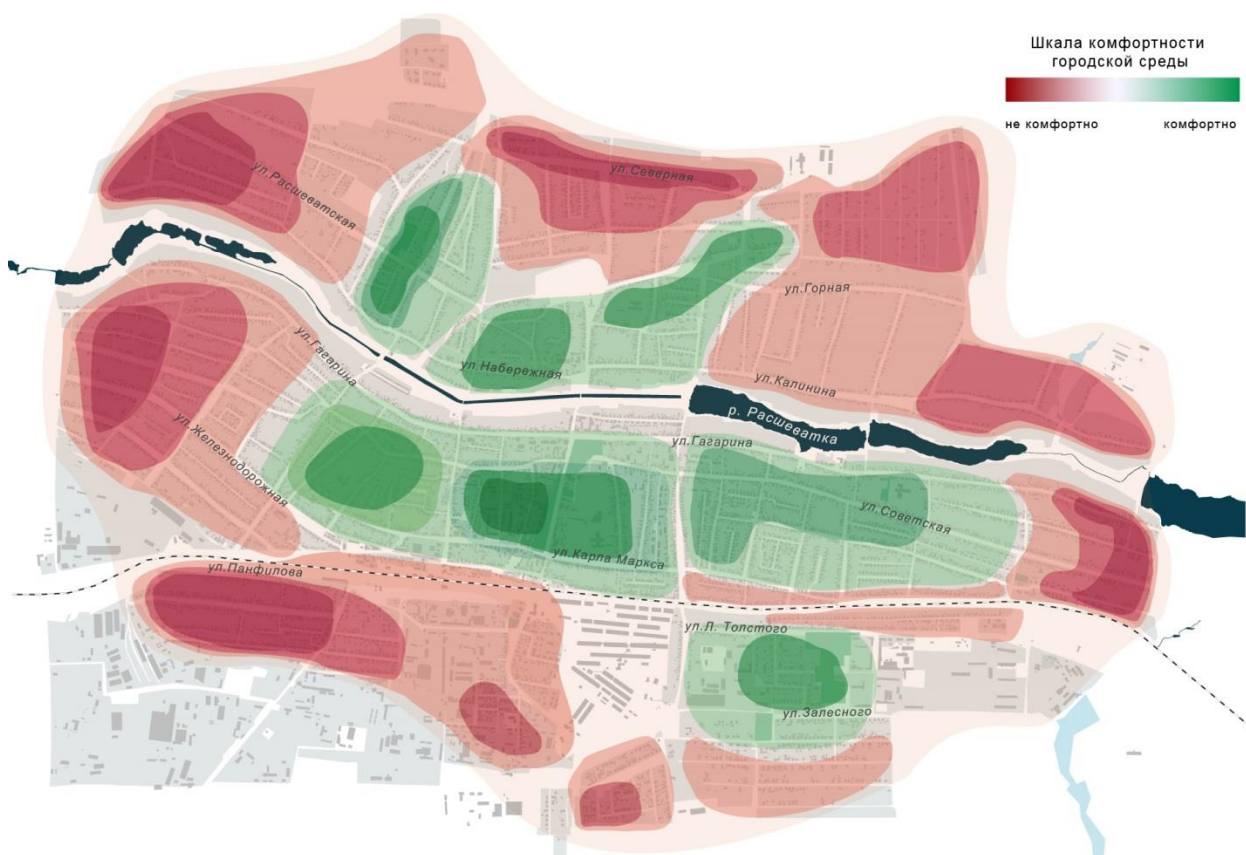 Шкала комфортности
городской среды
не комфортно
комфортно
ул.Северная
ул.Расшеватская
ул.Горная
ул.Гагарина
ул.Набережная
ул.Калинина
р. Расшеватка
ул.Гагарина
ул.Железнодорожная
ул.Советская
ул.Карла Маркса
ул.Панфилова
ул.Л. Толстого
ул.Залесного